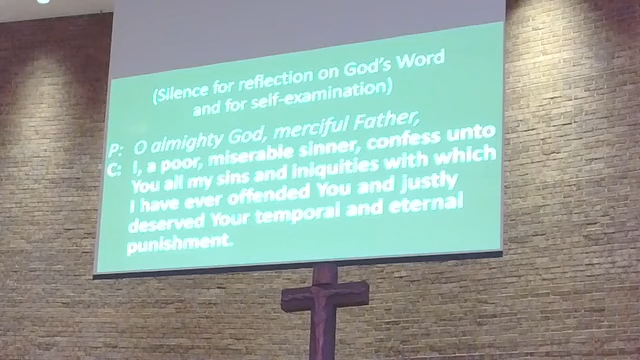 (Silence for reflection on God's Word
and for self-examination)
P: O almighty God, merciful Father,
C: I, a poor, miserable sinner, confess unto
You all my sins and iniquities with which
I have ever offended You and justly
deserved Your temporal and eternal
punishment.